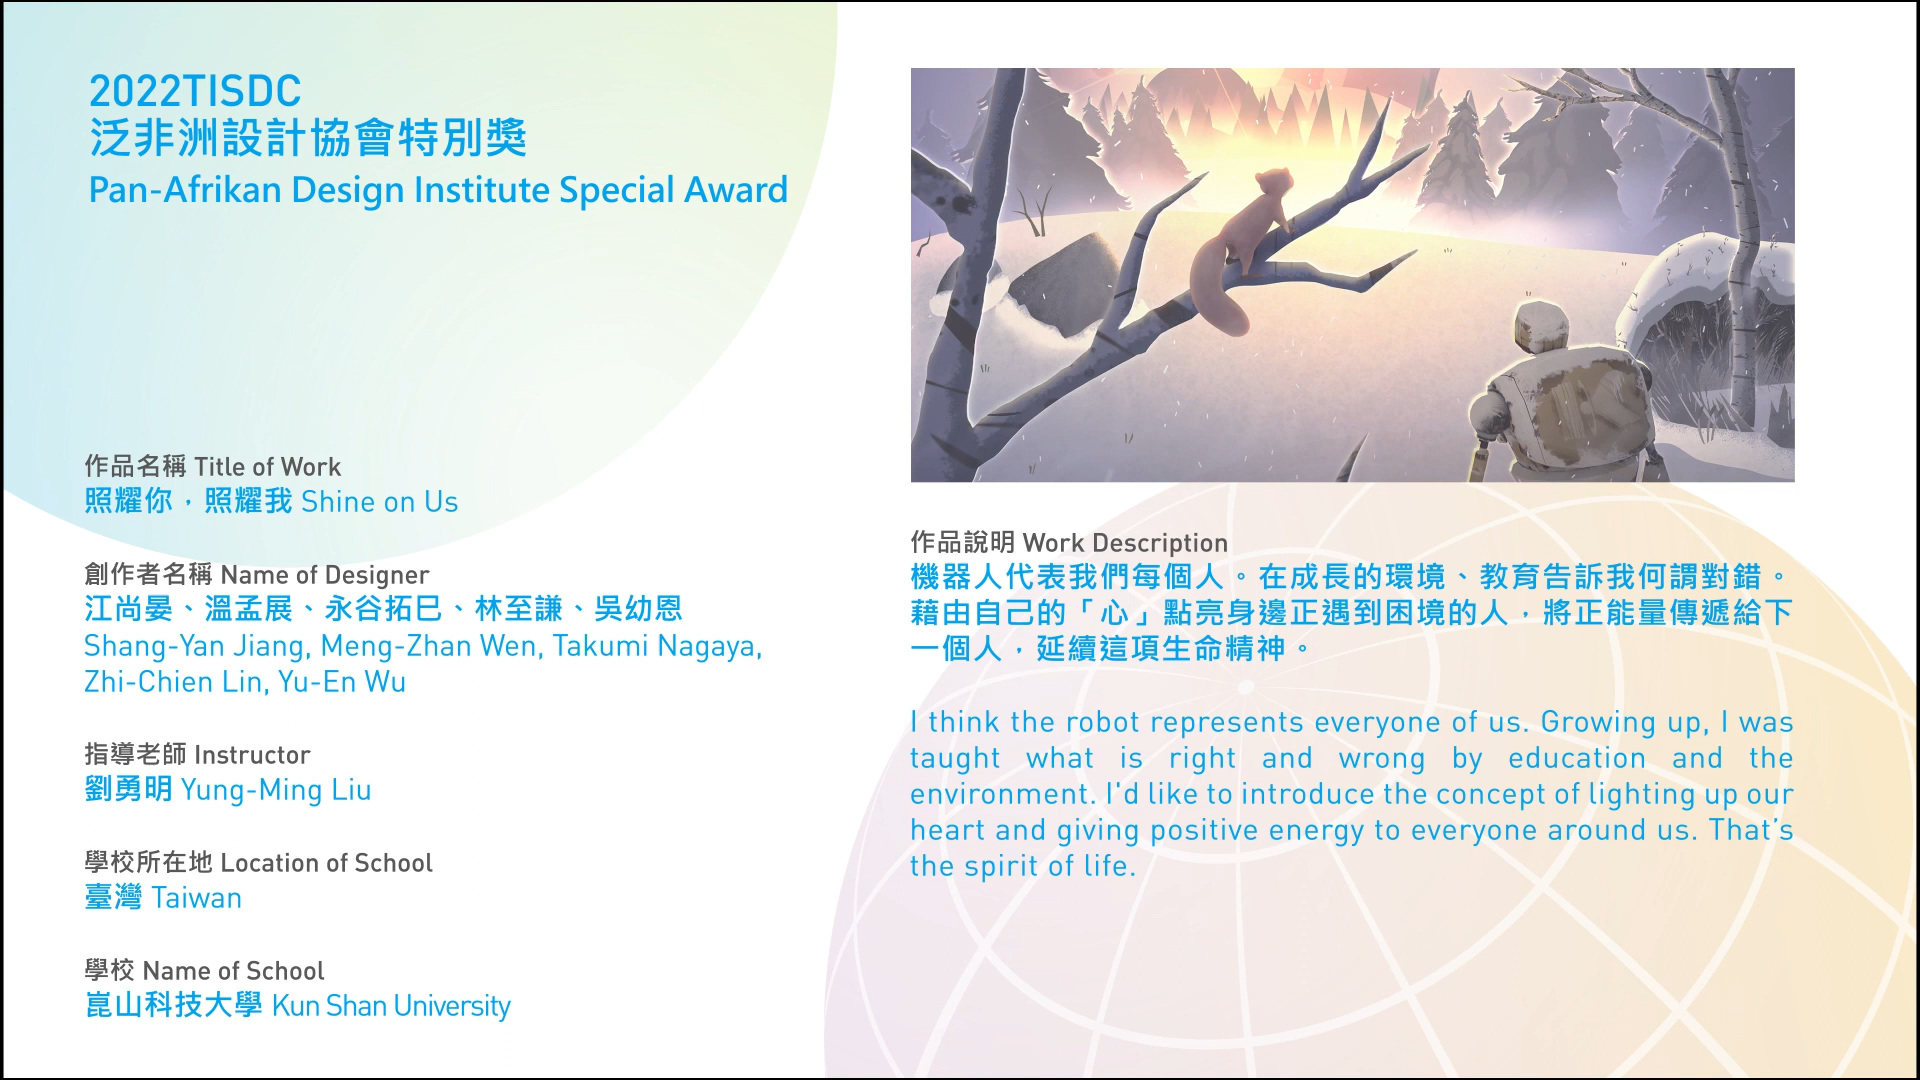 2022TISDC
泛非洲設計協會特別獎
Pan-Afrikan Design Institute Special Award
作品名稱 Title of Work
照耀你，照耀我 Shine on Us
創作者名稱 Name of Designer
江尚晏、溫孟展、永谷拓巳、林至謙、吳幼恩
Shang-Yan Jiang, Meng-Zhan Wen, Takumi Nagaya,
Zhi-Chien Lin, Yu-En Wu
指導老師 Instructor
劉勇明 Yung-Ming Liu
學校所在地 Location of School
臺灣 Taiwan
學校 Name of School
崑山科技大學 Kun Shan University
作品說明 Work Description
機器人代表我們每個人。在成長的環境、教育告訴我何謂對錯。
藉由自己的「心」點亮身邊正遇到困境的人，將正能量傳遞給下
一個人，延續這項生命精神。
I think the robot represents everyone of us. Growing up, I was
taught what is right and wrong by education and the
environment. I'd like to introduce the concept of lighting up our
heart and giving positive energy to everyone around us. That’s
the spirit of life.